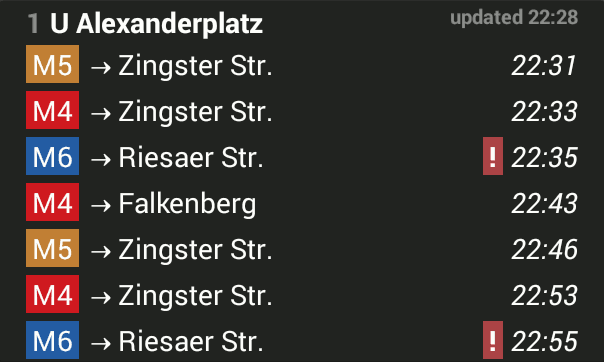 1 U Alexanderplatz updated 22:28
M5 → Zingster Str. 22:31
M4 → Zingster Str. 22:33
M6 → Riesaer Str. ! 22:35
M4 → Falkenberg 22:43
M5 → Zingster Str. 22:46
M4 → Zingster Str. 22:53
M6 → Riesaer Str. ! 22:55